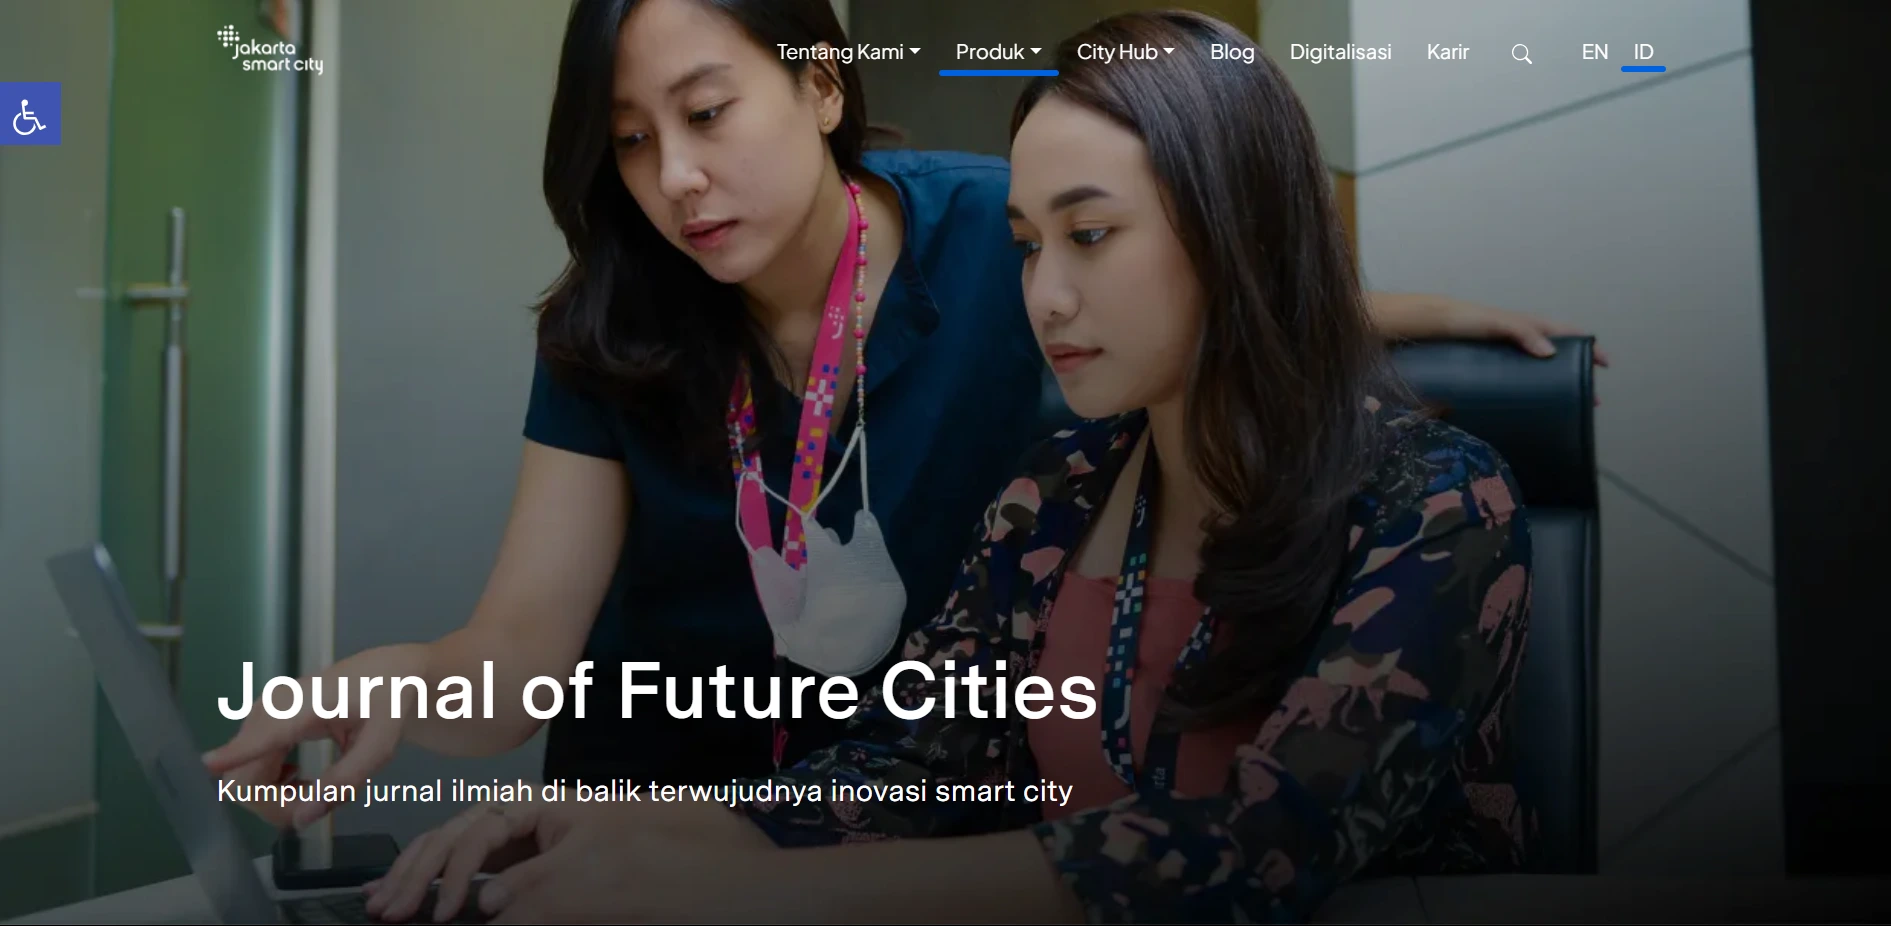 jakarta
smart city
Tentang Kami
Produk
City Hub
Blog
Digitalisasi
Karir
EN
ID
Journal of Future Cities
Kumpulan jurnal ilmiah di balik terwujudnya inovasi smart city